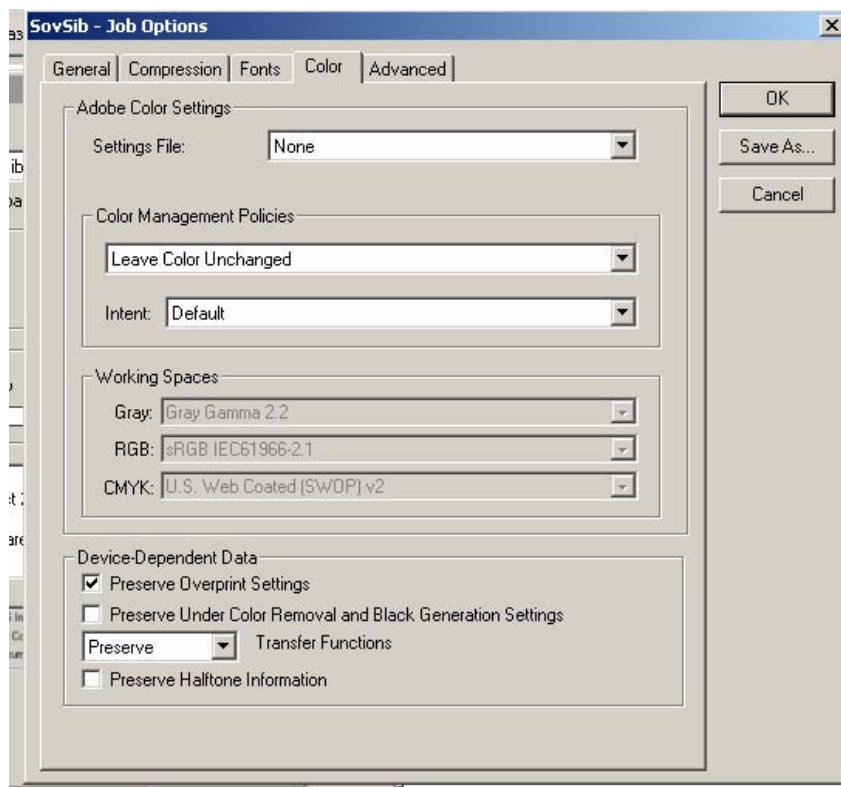 SovSib - Job Options
General Compression Fonts Color Advanced
OK
Save As...
Cancel
Adobe Color Settings
Settings File: None
Color Management Policies
Leave Color Unchanged
Intent: Default
Working Spaces
Gray: Gray Gamma 2.2
RGB: sRGB IEC61966-2.1
CMYK: U.S. Web Coated (SWOP) v2
Device-Dependent Data
Preserve Overprint Settings
Preserve Under Color Removal and Black Generation Settings
Preserve Transfer Functions
Preserve Halftone Information